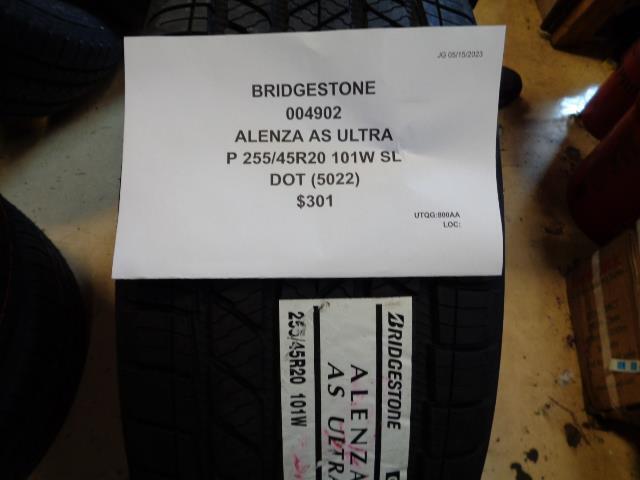 JG 05/15/2023
BRIDGESTONE
004902
ALENZA AS ULTRA
P 255/45R20 101W SL
DOT (5022)
$301
UTQG:800AA
LOC:
BRIDGESTONE
ALENZA
AS ULTRA
255/45R20 101W